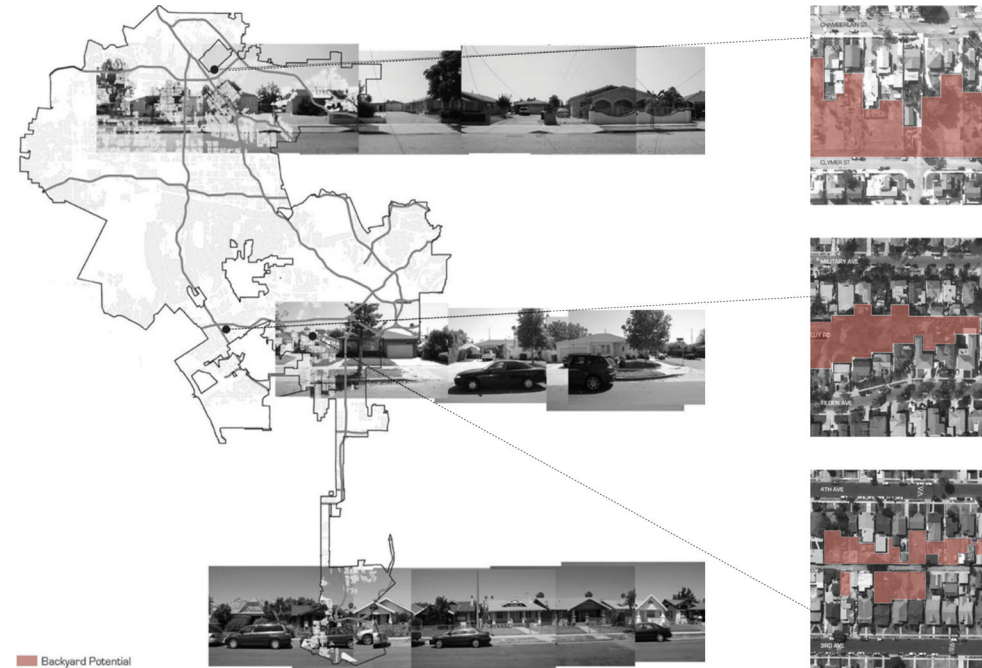 CHAMBERLAIN ST
CLYMER ST
MILITARY AVE
TILDEN AVE
4TH AVE
3RD AVE
Backyard Potential